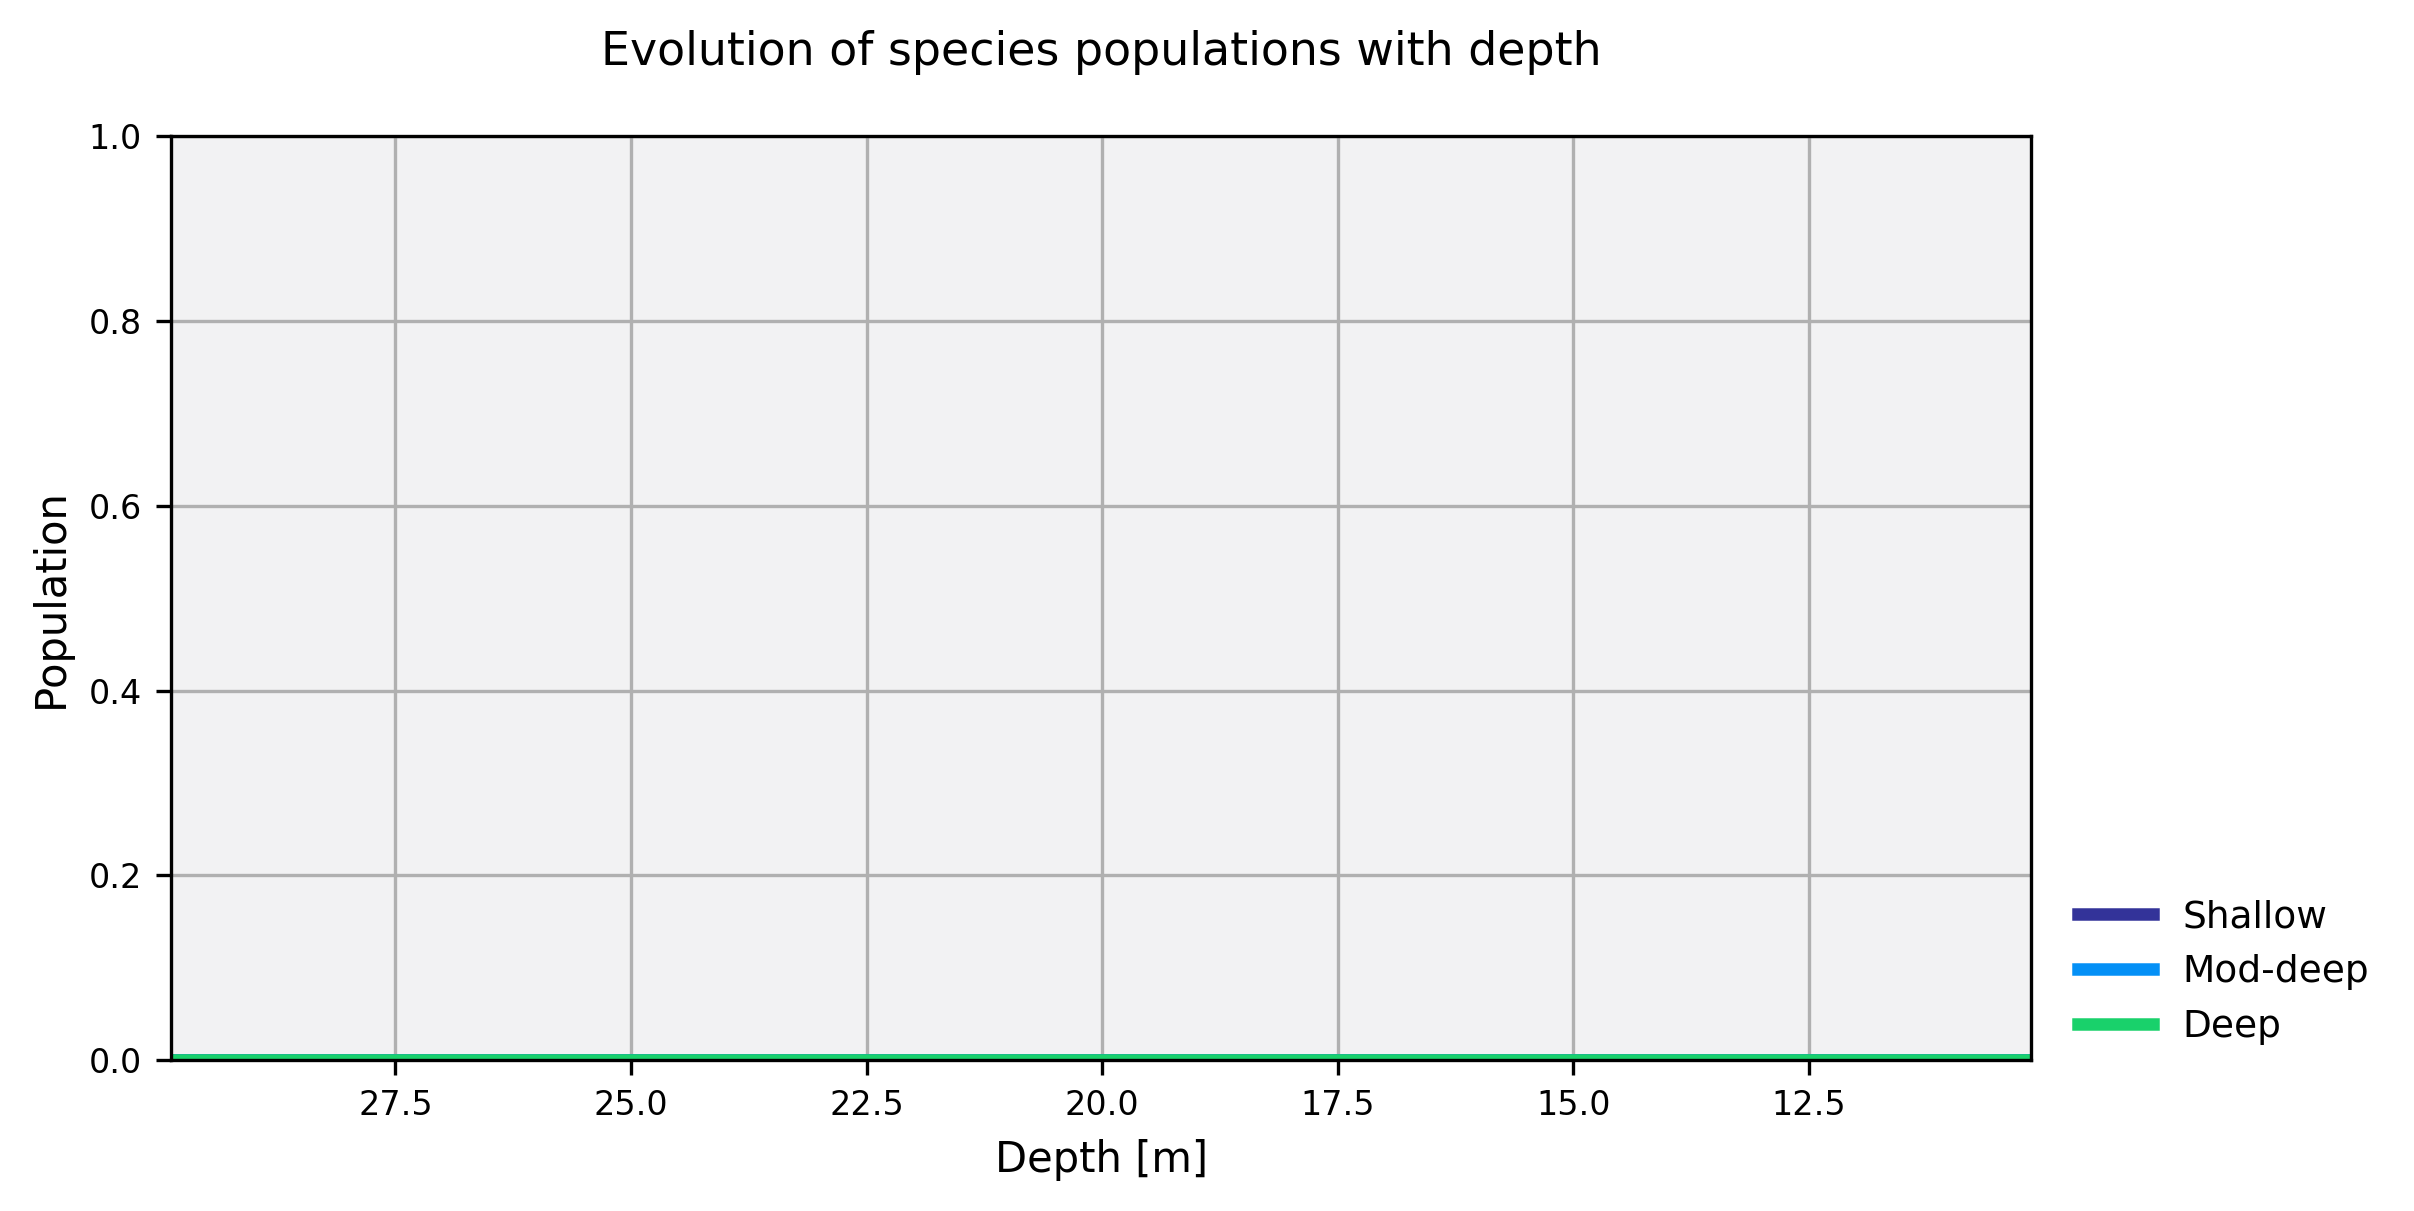 Evolution of species populations with depth
1.0
0.8
0.6
0.4
0.2
0.0
Population
27.5 25.0 22.5 20.0 17.5 15.0 12.5
Depth [m]
Shallow
Mod-deep
Deep